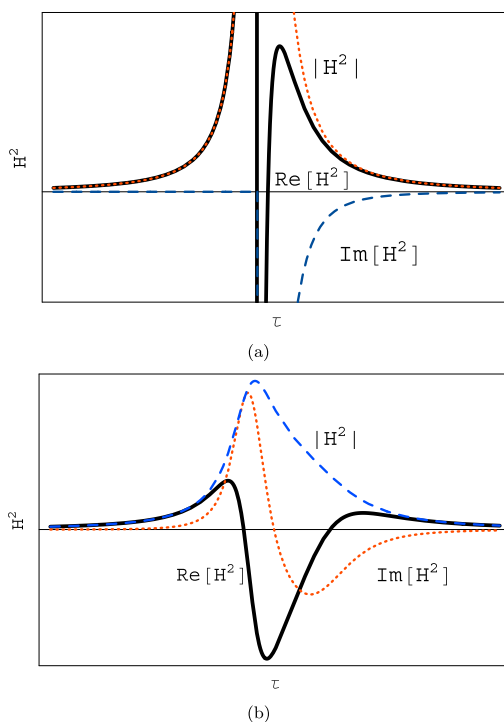 |H²|
H²
Re[H²]
Im[H²]
τ
(a)
|H²|
H²
Re[H²]
Im[H²]
τ
(b)